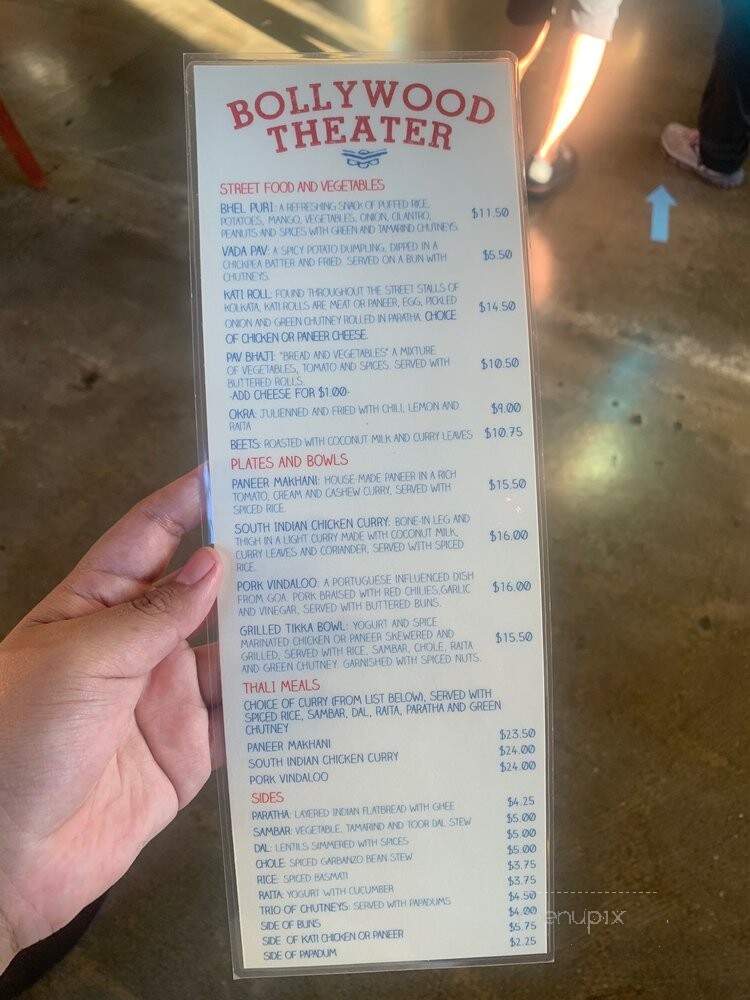 BOLLYWOOD
THEATER
STREET FOOD AND VEGETABLES
BHEL PURI: A REFRESHING SNACK OF PUFFED RICE,
POTATOES, MANGO, VEGETABLES, ONION, CILANTRO, $11.50
PEANUTS AND SPICES WITH GREEN AND TAMARIND CHUTNEYS.
VADA PAV: A SPICY POTATO DUMPLING, DIPPED IN A
CHICKPEA BATTER AND FRIED. SERVED ON A BUN WITH $5.50
CHUTNEYS.
KATI ROLL: FOUND THROUGHOUT THE STREET STALLS OF
KOLKATA, KATI ROLLS ARE MEAT OR PANEER, EGG, PICKLED $14.50
ONION AND GREEN CHUTNEY ROLLED IN PARATHA. CHOICE
OF CHICKEN OR PANEER CHEESE.
PAV BHAJI: "BREAD AND VEGETABLES" A MIXTURE
OF VEGETABLES, TOMATO AND SPICES. SERVED WITH $10.50
BUTTERED ROLLS.
-ADD CHEESE FOR $1.00-
OKRA: JULIENNED AND FRIED WITH CHILI, LEMON AND $9.00
RAITA
BEETS: ROASTED WITH COCONUT MILK AND CURRY LEAVES $10.75
PLATES AND BOWLS
PANEER MAKHANI: HOUSE MADE PANEER IN A RICH
TOMATO, CREAM AND CASHEW CURRY, SERVED WITH $15.50
SPICED RICE.
SOUTH INDIAN CHICKEN CURRY: BONE-IN LEG AND
THIGH IN A LIGHT CURRY MADE WITH COCONUT MILK, $16.00
CURRY LEAVES AND CORIANDER, SERVED WITH SPICED
RICE.
PORK VINDALOO: A PORTUGUESE INFLUENCED DISH
FROM GOA. PORK BRAISED WITH RED CHILIES,GARLIC $16.00
AND VINEGAR, SERVED WITH BUTTERED BUNS.
GRILLED TIKKA BOWL: YOGURT AND SPICE
MARINATED CHICKEN OR PANEER SKEWERED AND $15.50
GRILLED, SERVED WITH RICE, SAMBAR, CHOLE, RAITA
AND GREEN CHUTNEY. GARNISHED WITH SPICED NUTS.
THALI MEALS
CHOICE OF CURRY (FROM LIST BELOW), SERVED WITH
SPICED RICE, SAMBAR, DAL, RAITA, PARATHA AND GREEN
CHUTNEY
PANEER MAKHANI $23.50
SOUTH INDIAN CHICKEN CURRY $24.00
PORK VINDALOO $24.00
SIDES
PARATHA: LAYERED INDIAN FLATBREAD WITH GHEE $4.25
SAMBAR: VEGETABLE, TAMARIND AND TOOR DAL STEW $5.00
DAL: LENTILS SIMMERED WITH SPICES $5.00
CHOLE: SPICED GARBANZO BEAN STEW $5.00
RICE: SPICED BASMATI $3.75
RAITA: YOGURT WITH CUCUMBER $3.75
TRIO OF CHUTNEYS: SERVED WITH PAPADUMS $4.50
SIDE OF BUNS $4.00
SIDE OF KATI CHICKEN OR PANEER $5.75
SIDE OF PAPADUM $2.25
enupix